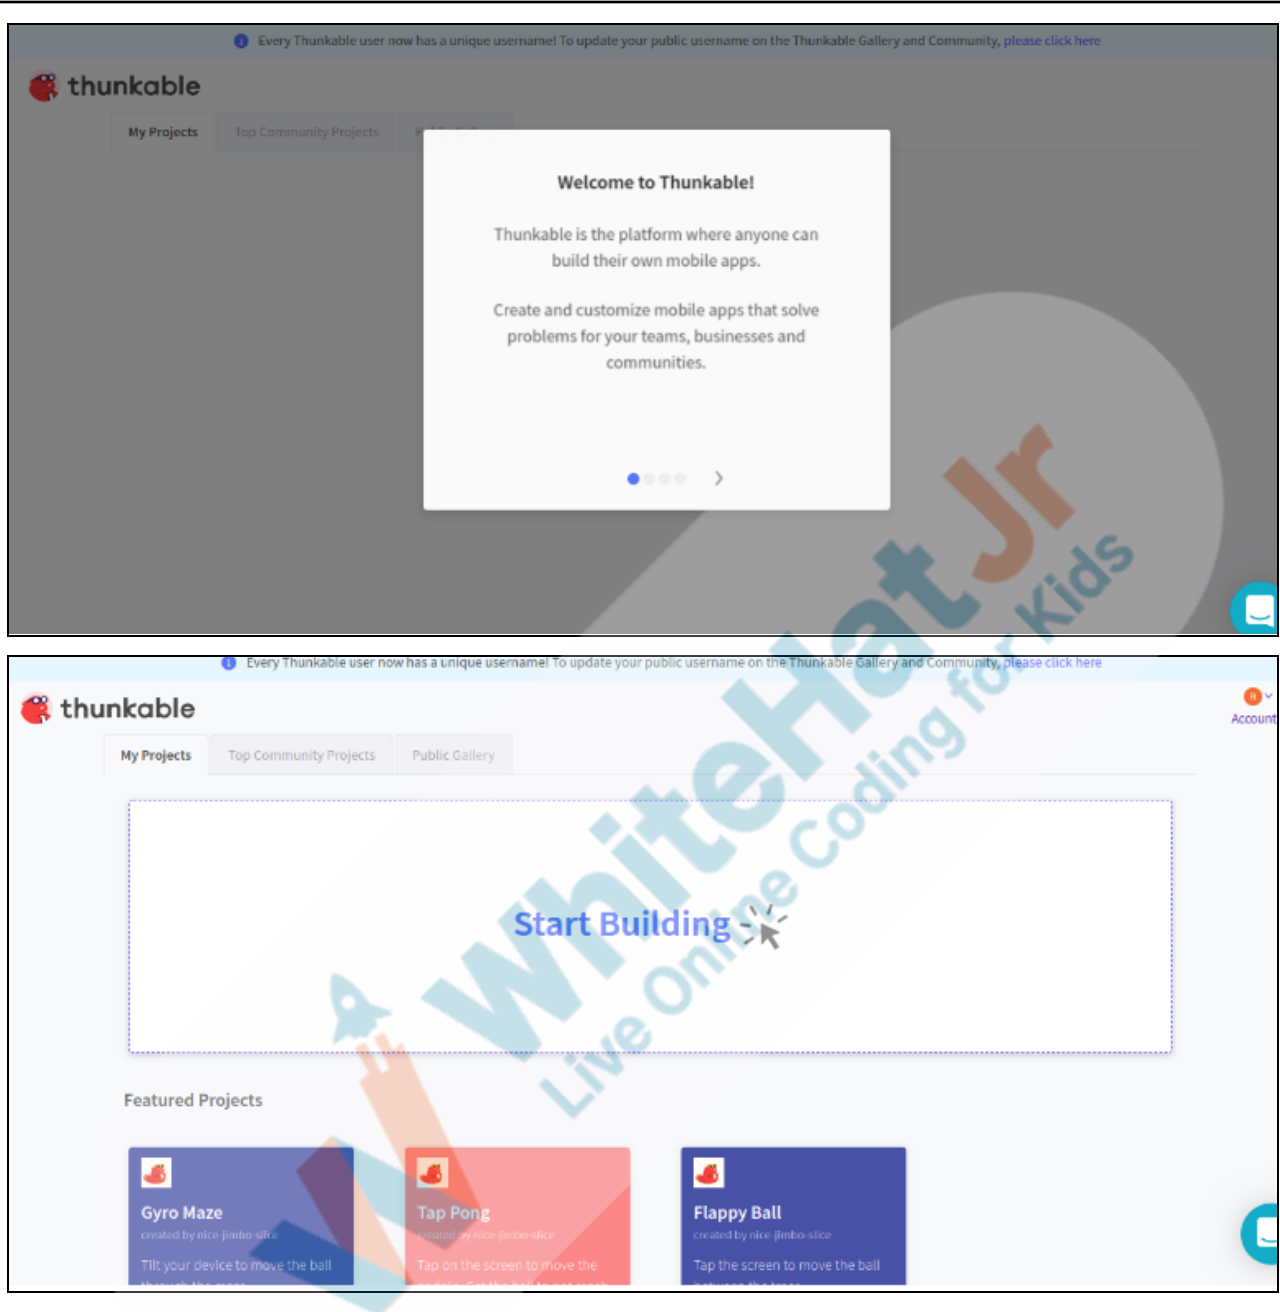 Every Thunkable user now has a unique username! To update your public username on the Thunkable Gallery and Community, please click here
thunkable
My Projects
Top Community Projects
Welcome to Thunkable!
Thunkable is the platform where anyone can
build their own mobile apps.
Create and customize mobile apps that solve
problems for your teams, businesses and
communities.
Every Thunkable user now has a unique username! To update your public username on the Thunkable Gallery and Community, please click here
thunkable
R
Account
My Projects
Top Community Projects
Public Gallery
Start Building
WhiteHat Jr
Live Online Coding for Kids
Featured Projects
Gyro Maze
created by nice-jimbo-slice
Tilt your device to move the ball
through the maze
Tap Pong
created by nice-jimbo-slice
Tap on the screen to move the
Flappy Ball
created by nice-jimbo-slice
Tap the screen to move the ball
between the